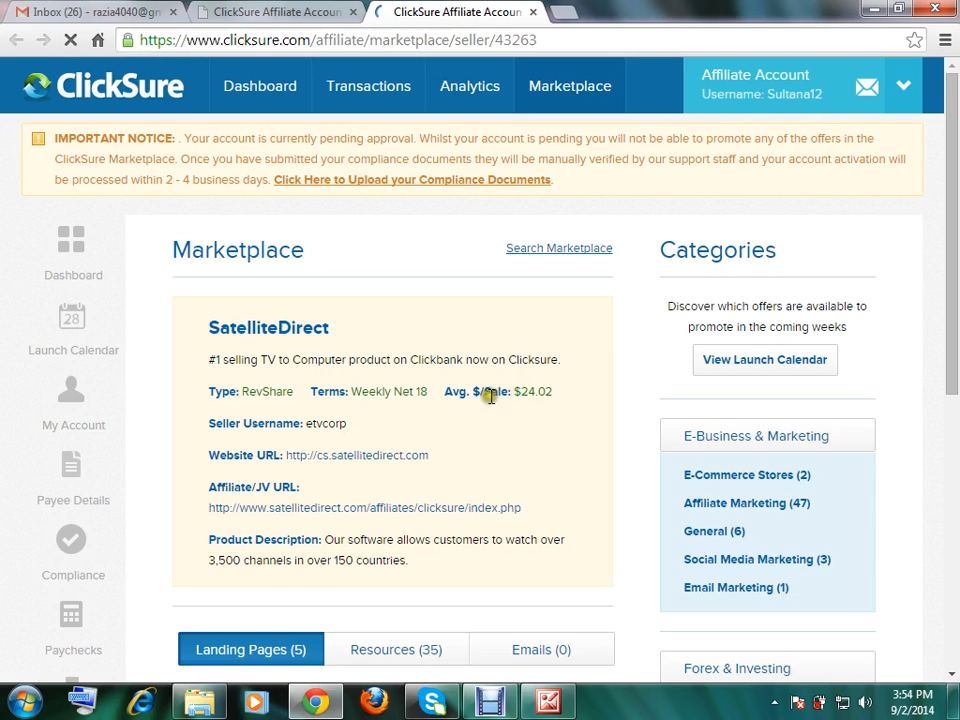 Inbox (26) - razia4040@gm
ClickSure Affiliate Accoun
ClickSure Affiliate Accoun
https://www.clicksure.com/affiliate/marketplace/seller/43263
ClickSure
Dashboard
Transactions
Analytics
Marketplace
Affiliate Account
Username: Sultana12
IMPORTANT NOTICE: . Your account is currently pending approval. Whilst your account is pending you will not be able to promote any of the offers in the
ClickSure Marketplace. Once you have submitted your compliance documents they will be manually verified by our support staff and your account activation will
be processed within 2 - 4 business days. Click Here to Upload your Compliance Documents.
Dashboard
28
Launch Calendar
My Account
Payee Details
Compliance
Paychecks
Marketplace
Search Marketplace
SatelliteDirect
#1 selling TV to Computer product on Clickbank now on Clicksure.
Type: RevShare Terms: Weekly Net 18 Avg. $/Sale: $24.02
Seller Username: etvcorp
Website URL: http://cs.satellitedirect.com
Affiliate/JV URL:
http://www.satellitedirect.com/affiliates/clicksure/index.php
Product Description: Our software allows customers to watch over
3,500 channels in over 150 countries.
Landing Pages (5)
Resources (35)
Emails (0)
Categories
Discover which offers are available to
promote in the coming weeks
View Launch Calendar
E-Business & Marketing
E-Commerce Stores (2)
Affiliate Marketing (47)
General (6)
Social Media Marketing (3)
Email Marketing (1)
Forex & Investing
3:54 PM
9/2/2014